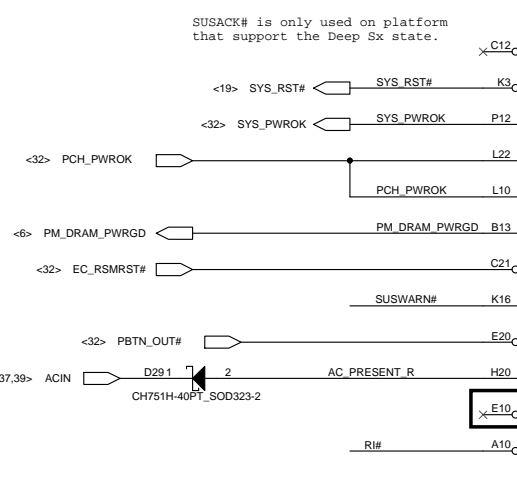 SUSACK# is only used on platform
that support the Deep Sx state.
C12
<19> SYS_RST# SYS_RST# K3
<32> SYS_PWROK SYS_PWROK P12
<32> PCH_PWROK L22
PCH_PWROK L10
<6> PM_DRAM_PWRGD PM_DRAM_PWRGD B13
<32> EC_RSMRST# C21
SUSWARN# K16
<32> PBTN_OUT# E20
37,39> ACIN D29 1 2 AC_PRESENT_R H20
CH751H-40PT_SOD323-2
E10
RI# A10